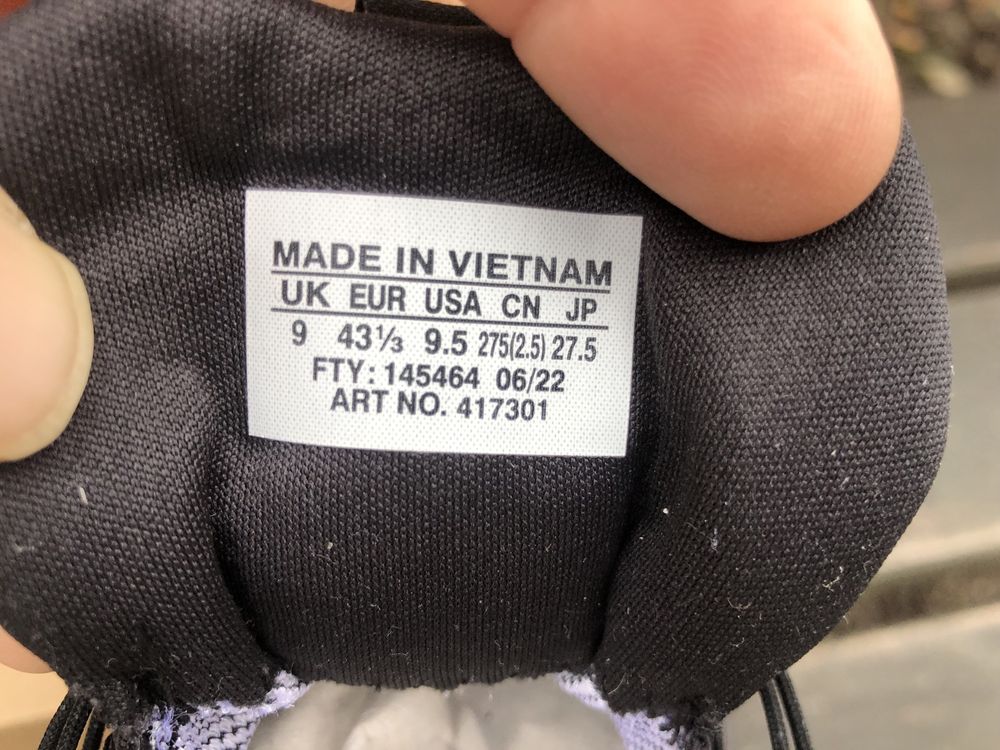 MADE IN VIETNAM
UK EUR USA CN JP
9 43⅓ 9.5 275(2.5) 27.5
FTY: 145464 06/22
ART NO. 417301